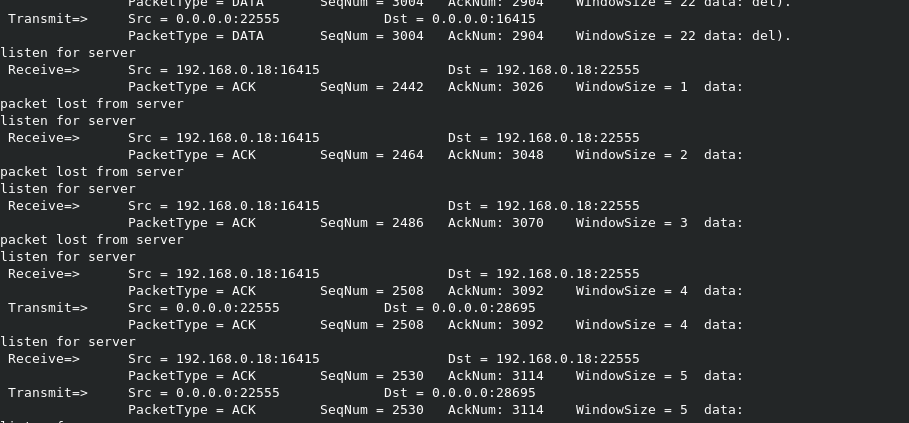 PacketType = DATA SeqNum = 3004 AckNum: 2904 WindowSize = 22 data: del).
Transmit=> Src = 0.0.0.0:22555 Dst = 0.0.0.0:16415
PacketType = DATA SeqNum = 3004 AckNum: 2904 WindowSize = 22 data: del).
listen for server
Receive=> Src = 192.168.0.18:16415 Dst = 192.168.0.18:22555
PacketType = ACK SeqNum = 2442 AckNum: 3026 WindowSize = 1 data:
packet lost from server
listen for server
Receive=> Src = 192.168.0.18:16415 Dst = 192.168.0.18:22555
PacketType = ACK SeqNum = 2464 AckNum: 3048 WindowSize = 2 data:
packet lost from server
listen for server
Receive=> Src = 192.168.0.18:16415 Dst = 192.168.0.18:22555
PacketType = ACK SeqNum = 2486 AckNum: 3070 WindowSize = 3 data:
packet lost from server
listen for server
Receive=> Src = 192.168.0.18:16415 Dst = 192.168.0.18:22555
PacketType = ACK SeqNum = 2508 AckNum: 3092 WindowSize = 4 data:
Transmit=> Src = 0.0.0.0:22555 Dst = 0.0.0.0:28695
PacketType = ACK SeqNum = 2508 AckNum: 3092 WindowSize = 4 data:
listen for server
Receive=> Src = 192.168.0.18:16415 Dst = 192.168.0.18:22555
PacketType = ACK SeqNum = 2530 AckNum: 3114 WindowSize = 5 data:
Transmit=> Src = 0.0.0.0:22555 Dst = 0.0.0.0:28695
PacketType = ACK SeqNum = 2530 AckNum: 3114 WindowSize = 5 data: